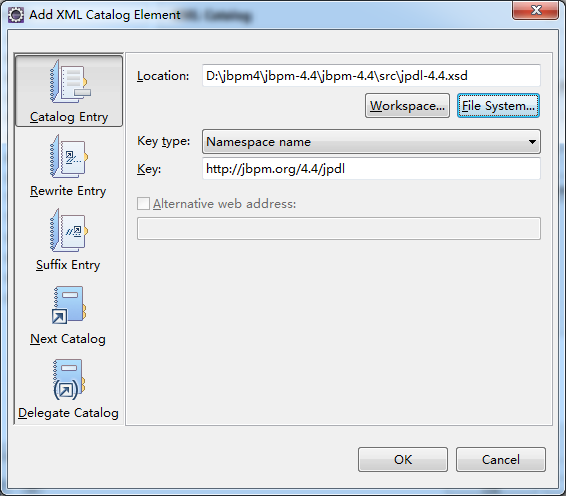 Add XML Catalog Element
Catalog Entry
Rewrite Entry
Suffix Entry
Next Catalog
Delegate Catalog
Location:
D:\jbpm4\jbpm-4.4\jbpm-4.4\src\jpdl-4.4.xsd
Workspace...
File System...
Key type:
Namespace name
Key:
http://jbpm.org/4.4/jpdl
Alternative web address:
OK
Cancel